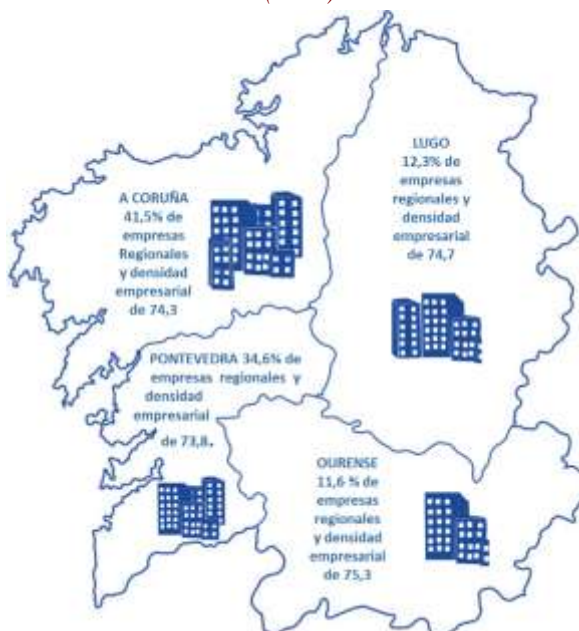 LUGO
12,3% de
empresas
regionales y
densidad
empresarial
de 74,7
A CORUÑA
41,5% de
empresas
Regionales
y densidad
empresarial
de 74,3
PONTEVEDRA 34,6% de
empresas regionales y
densidad
empresarial
de 73,8.
OURENSE
11,6 % de
empresas
regionales
y densidad
empresarial
de 75,3